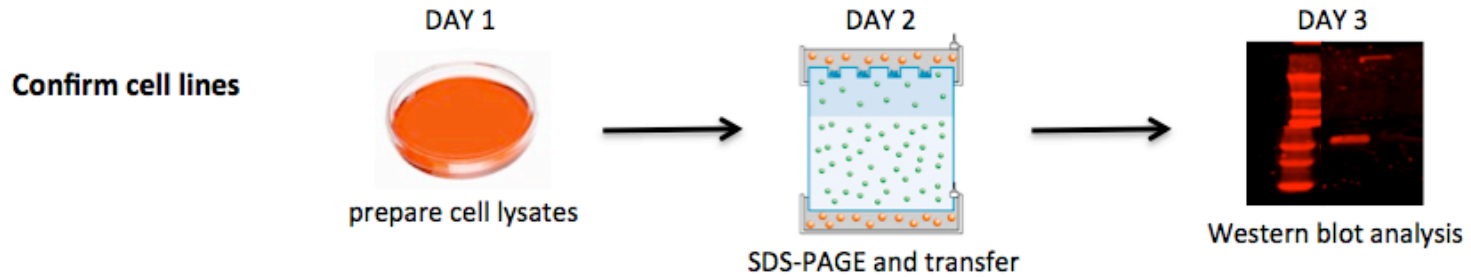 Confirm cell lines
DAY 1
prepare cell lysates
DAY 2
SDS-PAGE and transfer
DAY 3
Western blot analysis